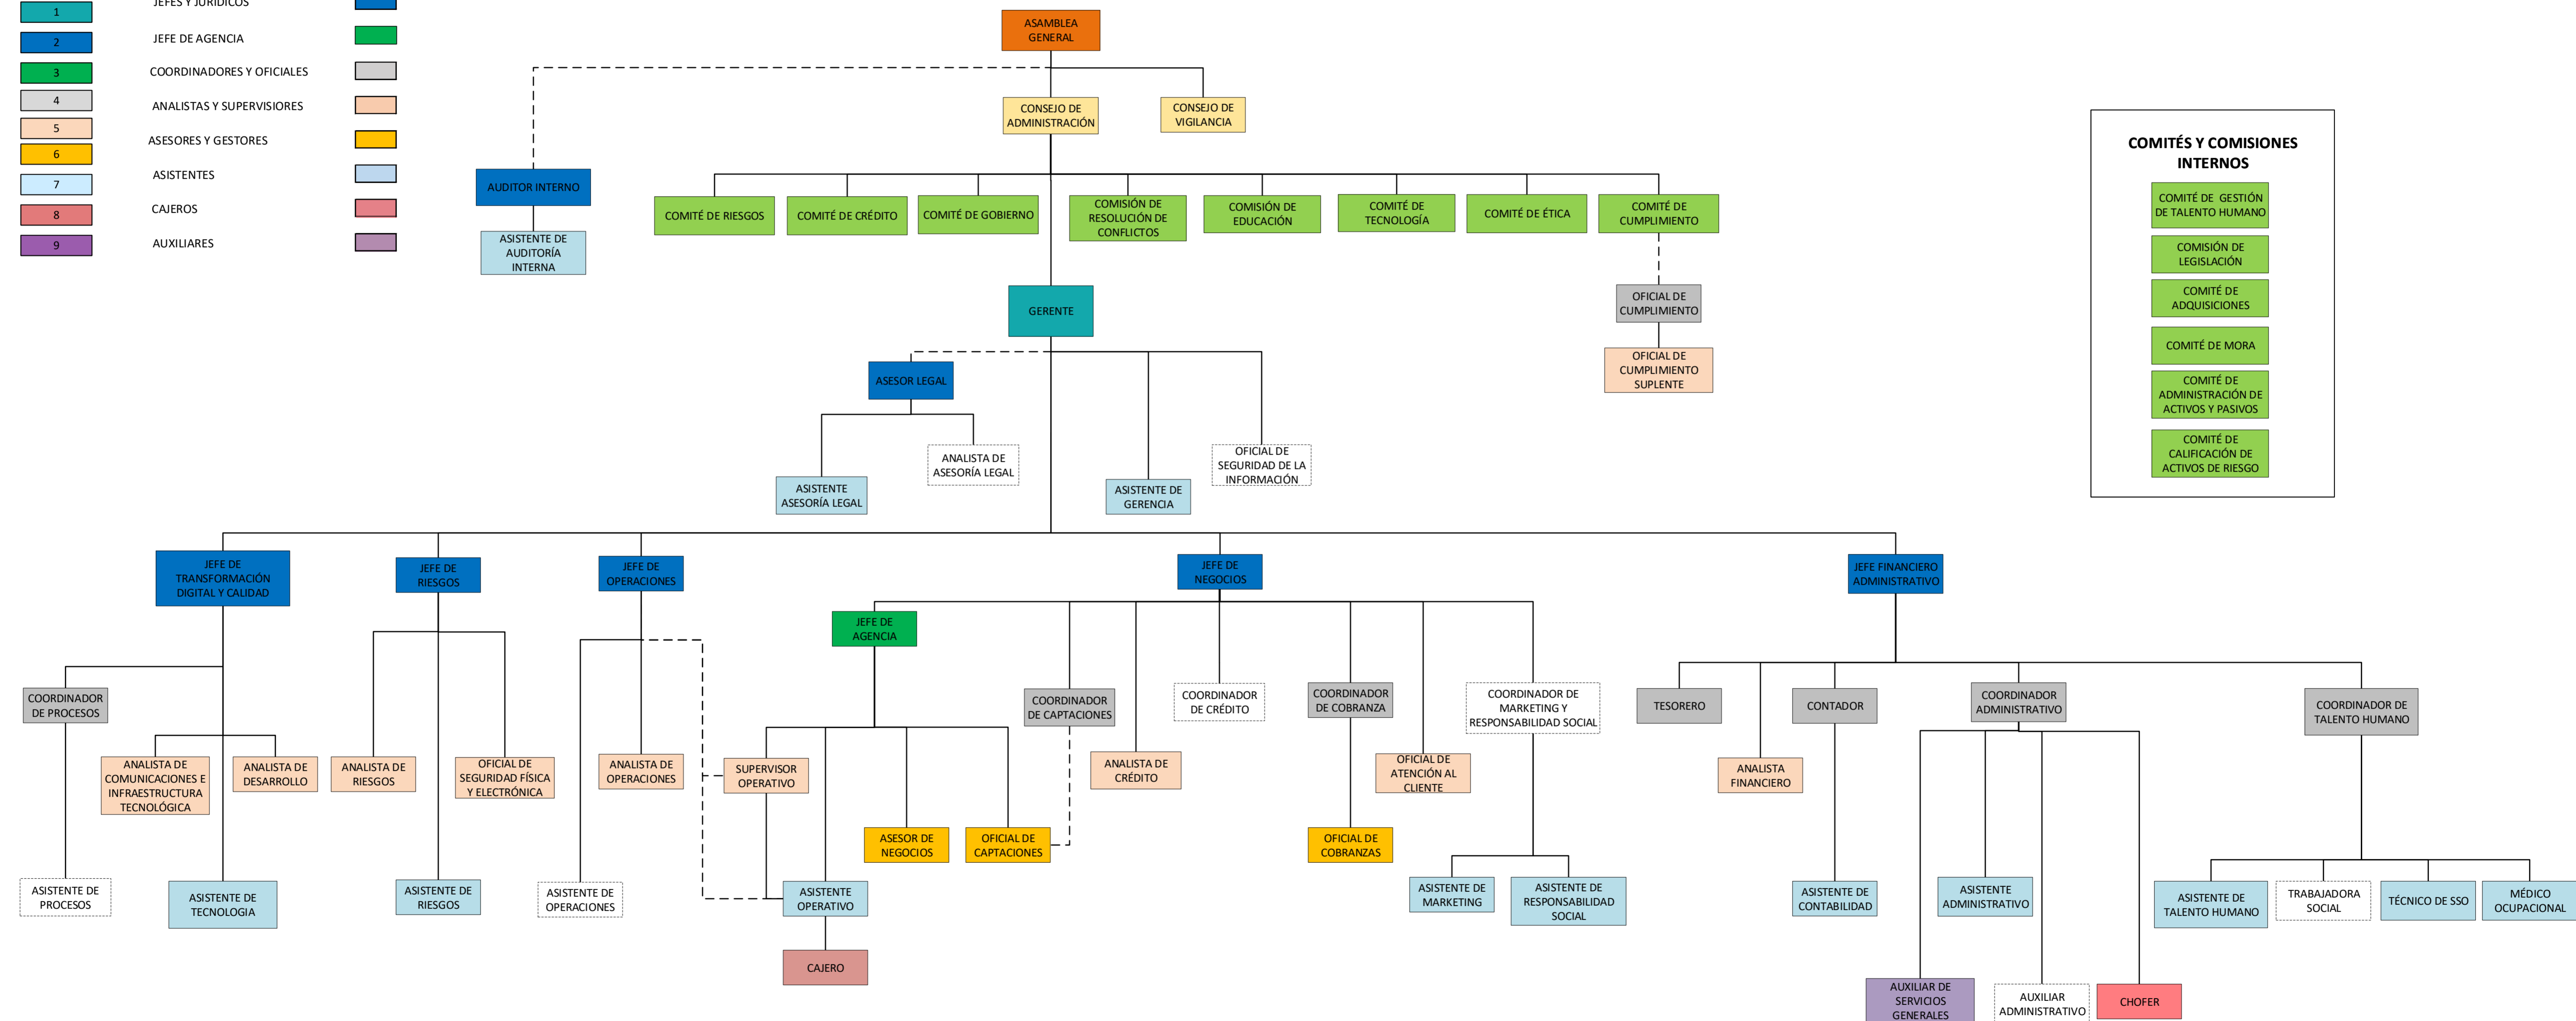 JEFES Y JURÍDICOS
1
2
JEFE DE AGENCIA
3
COORDINADORES Y OFICIALES
4
ANALISTAS Y SUPERVISIORES
5
ASESORES Y GESTORES
6
ASISTENTES
7
CAJEROS
8
AUXILIARES
9
ASAMBLEA
GENERAL
CONSEJO DE
ADMINISTRACIÓN
CONSEJO DE
VIGILANCIA
AUDITOR INTERNO
ASISTENTE DE
AUDITORÍA
INTERNA
COMITÉ DE RIESGOS
COMITÉ DE CRÉDITO
COMITÉ DE GOBIERNO
COMISIÓN DE
RESOLUCIÓN DE
CONFLICTOS
COMISIÓN DE
EDUCACIÓN
COMITÉ DE
TECNOLOGÍA
COMITÉ DE ÉTICA
COMITÉ DE
CUMPLIMIENTO
OFICIAL DE
CUMPLIMIENTO
OFICIAL DE
CUMPLIMIENTO
SUPLENTE
COMITÉS Y COMISIONES
INTERNOS
COMITÉ DE  GESTIÓN
DE TALENTO HUMANO
COMISIÓN DE
LEGISLACIÓN
COMITÉ DE
ADQUISICIONES
COMITÉ DE MORA
COMITÉ DE
ADMINISTRACIÓN DE
ACTIVOS Y PASIVOS
COMITÉ DE
CALIFICACIÓN DE
ACTIVOS DE RIESGO
GERENTE
ASESOR LEGAL
ASISTENTE
ASESORÍA LEGAL
ANALISTA DE
ASESORÍA LEGAL
ASISTENTE DE
GERENCIA
OFICIAL DE
SEGURIDAD DE LA
INFORMACIÓN
JEFE DE
TRANSFORMACIÓN
DIGITAL Y CALIDAD
JEFE DE
RIESGOS
JEFE DE
OPERACIONES
JEFE DE
NEGOCIOS
JEFE FINANCIERO
ADMINISTRATIVO
JEFE DE
AGENCIA
COORDINADOR
DE PROCESOS
COORDINADOR
DE CAPTACIONES
COORDINADOR
DE CRÉDITO
COORDINADOR
DE COBRANZA
COORDINADOR DE
MARKETING Y
RESPONSABILIDAD SOCIAL
TESORERO
CONTADOR
COORDINADOR
ADMINISTRATIVO
COORDINADOR DE
TALENTO HUMANO
ANALISTA DE
COMUNICACIONES E
INFRAESTRUCTURA
TECNOLÓGICA
ANALISTA DE
DESARROLLO
ANALISTA DE
RIESGOS
OFICIAL DE
SEGURIDAD FÍSICA
Y ELECTRÓNICA
ANALISTA DE
OPERACIONES
SUPERVISOR
OPERATIVO
ANALISTA DE
CRÉDITO
OFICIAL DE
ATENCIÓN AL
CLIENTE
ANALISTA
FINANCIERO
ASESOR DE
NEGOCIOS
OFICIAL DE
CAPTACIONES
OFICIAL DE
COBRANZAS
ASISTENTE DE
PROCESOS
ASISTENTE DE
TECNOLOGIA
ASISTENTE DE
RIESGOS
ASISTENTE DE
OPERACIONES
ASISTENTE
OPERATIVO
ASISTENTE DE
MARKETING
ASISTENTE DE
RESPONSABILIDAD
SOCIAL
ASISTENTE DE
CONTABILIDAD
ASISTENTE
ADMINISTRATIVO
ASISTENTE DE
TALENTO HUMANO
TRABAJADORA
SOCIAL
TÉCNICO DE SSO
MÉDICO
OCUPACIONAL
CAJERO
AUXILIAR DE
SERVICIOS
GENERALES
AUXILIAR
ADMINISTRATIVO
CHOFER